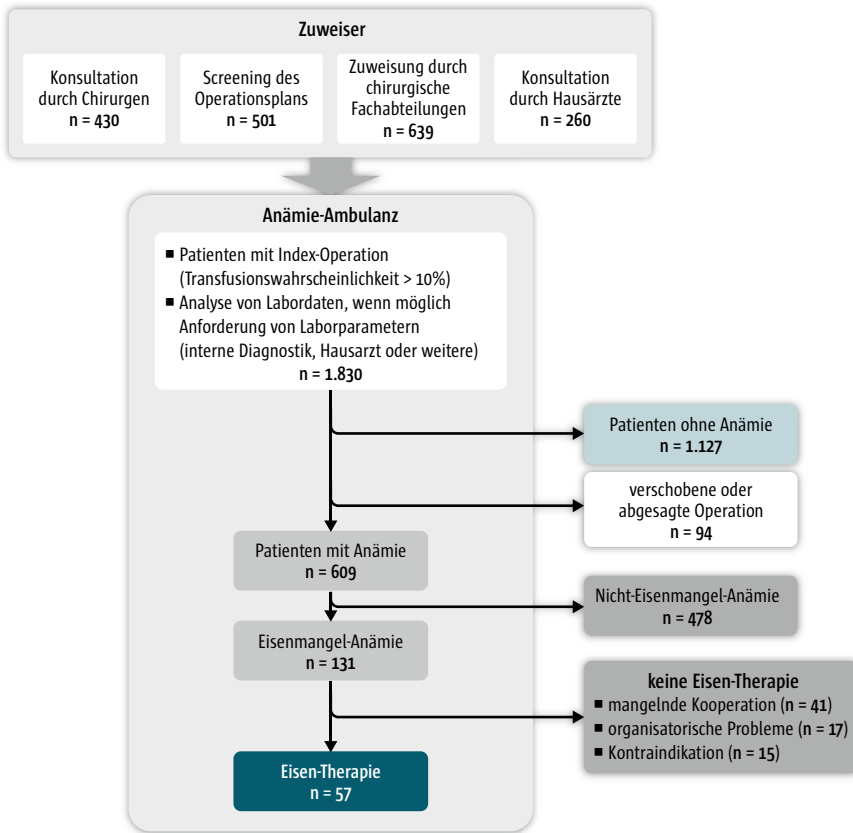 Zuweiser
Konsultation
durch Chirurgen
n = 430
Screening des
Operationsplans
n = 501
Zuweisung durch
chirurgische
Fachabteilungen
n = 639
Konsultation
durch Hausärzte
n = 260
Anämie-Ambulanz
■ Patienten mit Index-Operation
(Transfusionswahrscheinlichkeit > 10%)
■ Analyse von Labordaten, wenn möglich
Anforderung von Laborparametern
(interne Diagnostik, Hausarzt oder weitere)
n = 1.830
Patienten ohne Anämie
n = 1.127
verschobene oder
abgesagte Operation
n = 94
Patienten mit Anämie
n = 609
Nicht-Eisenmangel-Anämie
n = 478
Eisenmangel-Anämie
n = 131
keine Eisen-Therapie
■ mangelnde Kooperation (n = 41)
■ organisatorische Probleme (n = 17)
■ Kontraindikation (n = 15)
Eisen-Therapie
n = 57